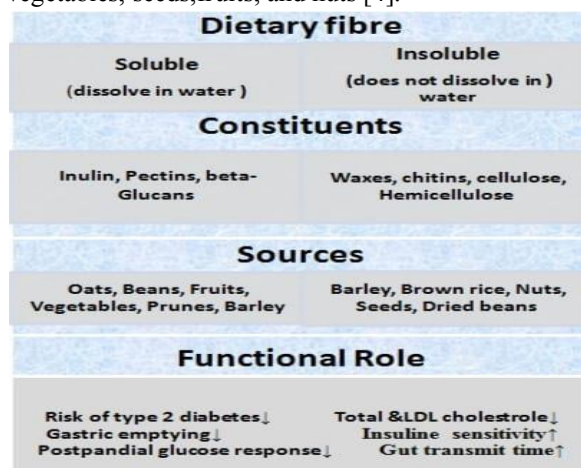 vegetables, seeds,fruits, and nuts [4].
Dietary fibre
Soluble
(dissolve in water )
Insoluble
(does not dissolve in )
water
Constituents
Inulin, Pectins, beta-
Glucans
Waxes, chitins, cellulose,
Hemicellulose
Sources
Oats, Beans, Fruits,
Vegetables, Prunes, Barley
Barley, Brown rice, Nuts,
Seeds, Dried beans
Functional Role
Risk of type 2 diabetes↓
Gastric emptying↓
Postpandial glucose response↓
Total &LDL cholestrole↓
Insuline sensitivity↑
Gut transmit time↑